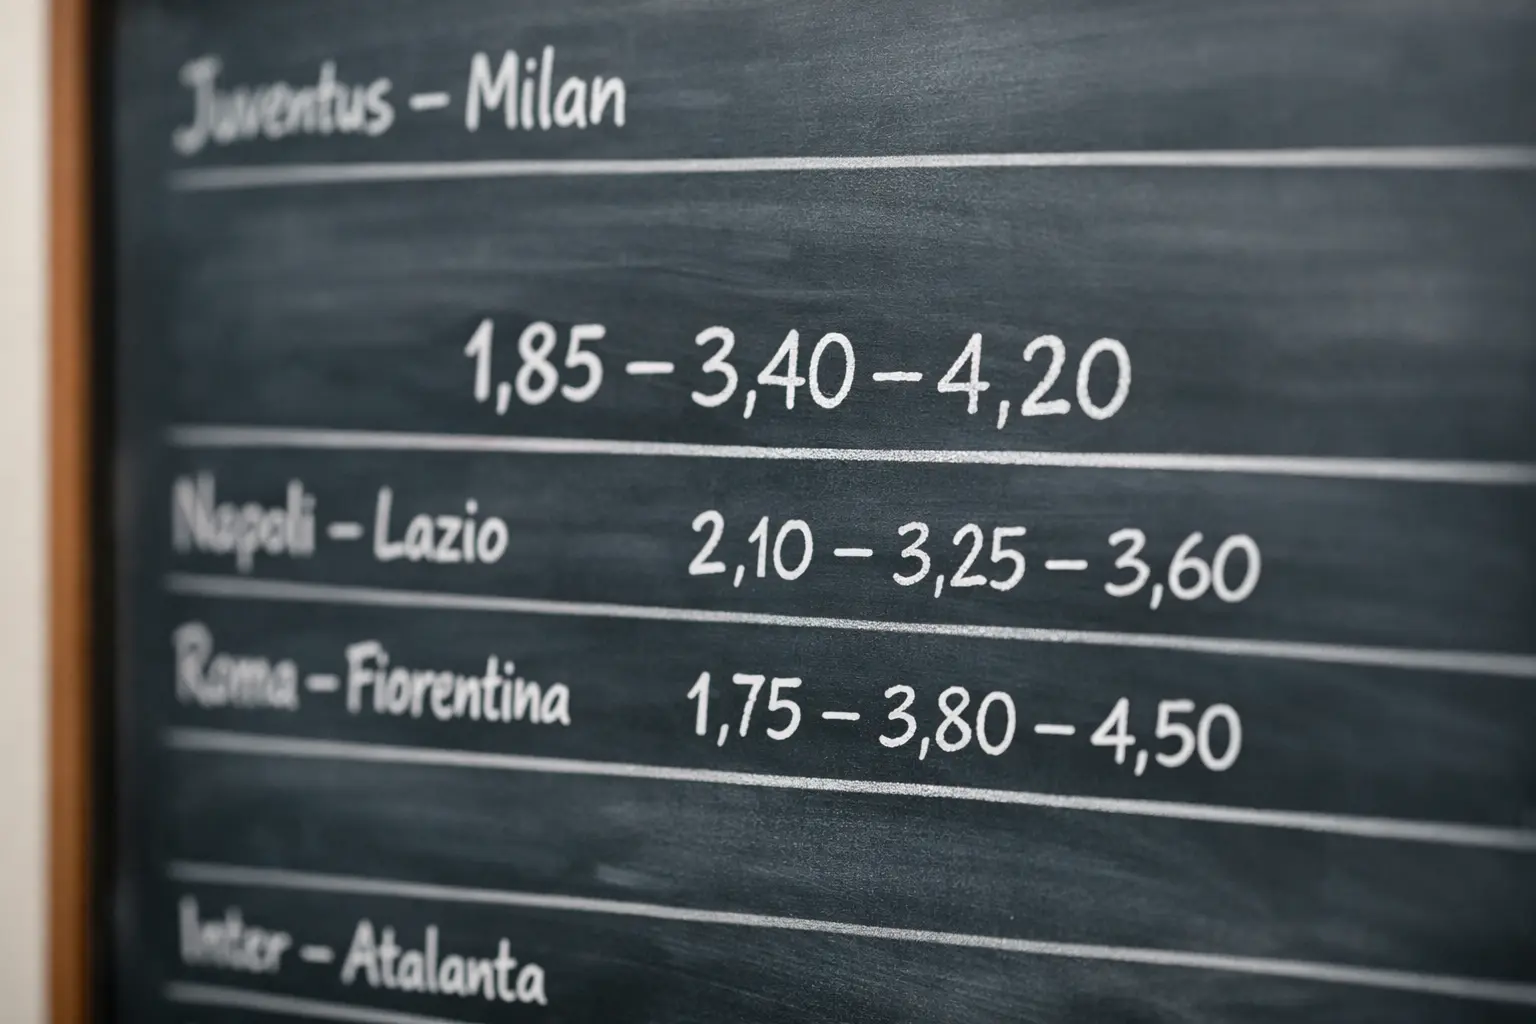 Juventus – Milan
1,85 – 3,40 – 4,20
Napoli – Lazio 2,10 – 3,25 – 3,60
Roma – Fiorentina 1,75 – 3,80 – 4,50
Inter – Atalanta